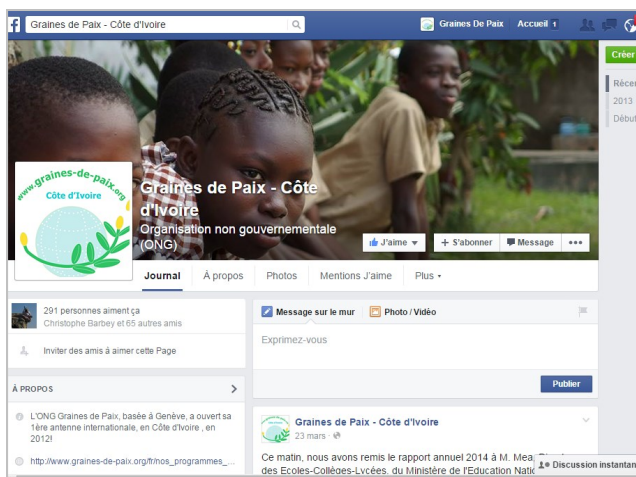 Graines de Paix - Côte d'Ivoire
Graines De Paix Accueil 1
Créer
Récen
2013
Début
www.graines-de-paix.org
Côte d'Ivoire
Graines de Paix - Côte
d'Ivoire
Organisation non gouvernementale
(ONG)
J'aime
+ S'abonner
Message
Journal
À propos
Photos
Mentions J'aime
Plus
291 personnes aiment ça
Christophe Barbey et 65 autres amis
Inviter des amis à aimer cette Page
À PROPOS
L'ONG Graines de Paix, basée à Genève, a ouvert sa
1ère antenne internationale, en Côte d'Ivoire , en
2012!
http://www.graines-de-paix.org/fr/nos_programmes_...
Message sur le mur
Photo / Vidéo
Exprimez-vous
Publier
Graines de Paix - Côte d'Ivoire
23 mars ·
Ce matin, nous avons remis le rapport annuel 2014 à M. Mea,
des Ecoles-Collèges-Lycées, du Ministère de l'Education
Discussion instantan